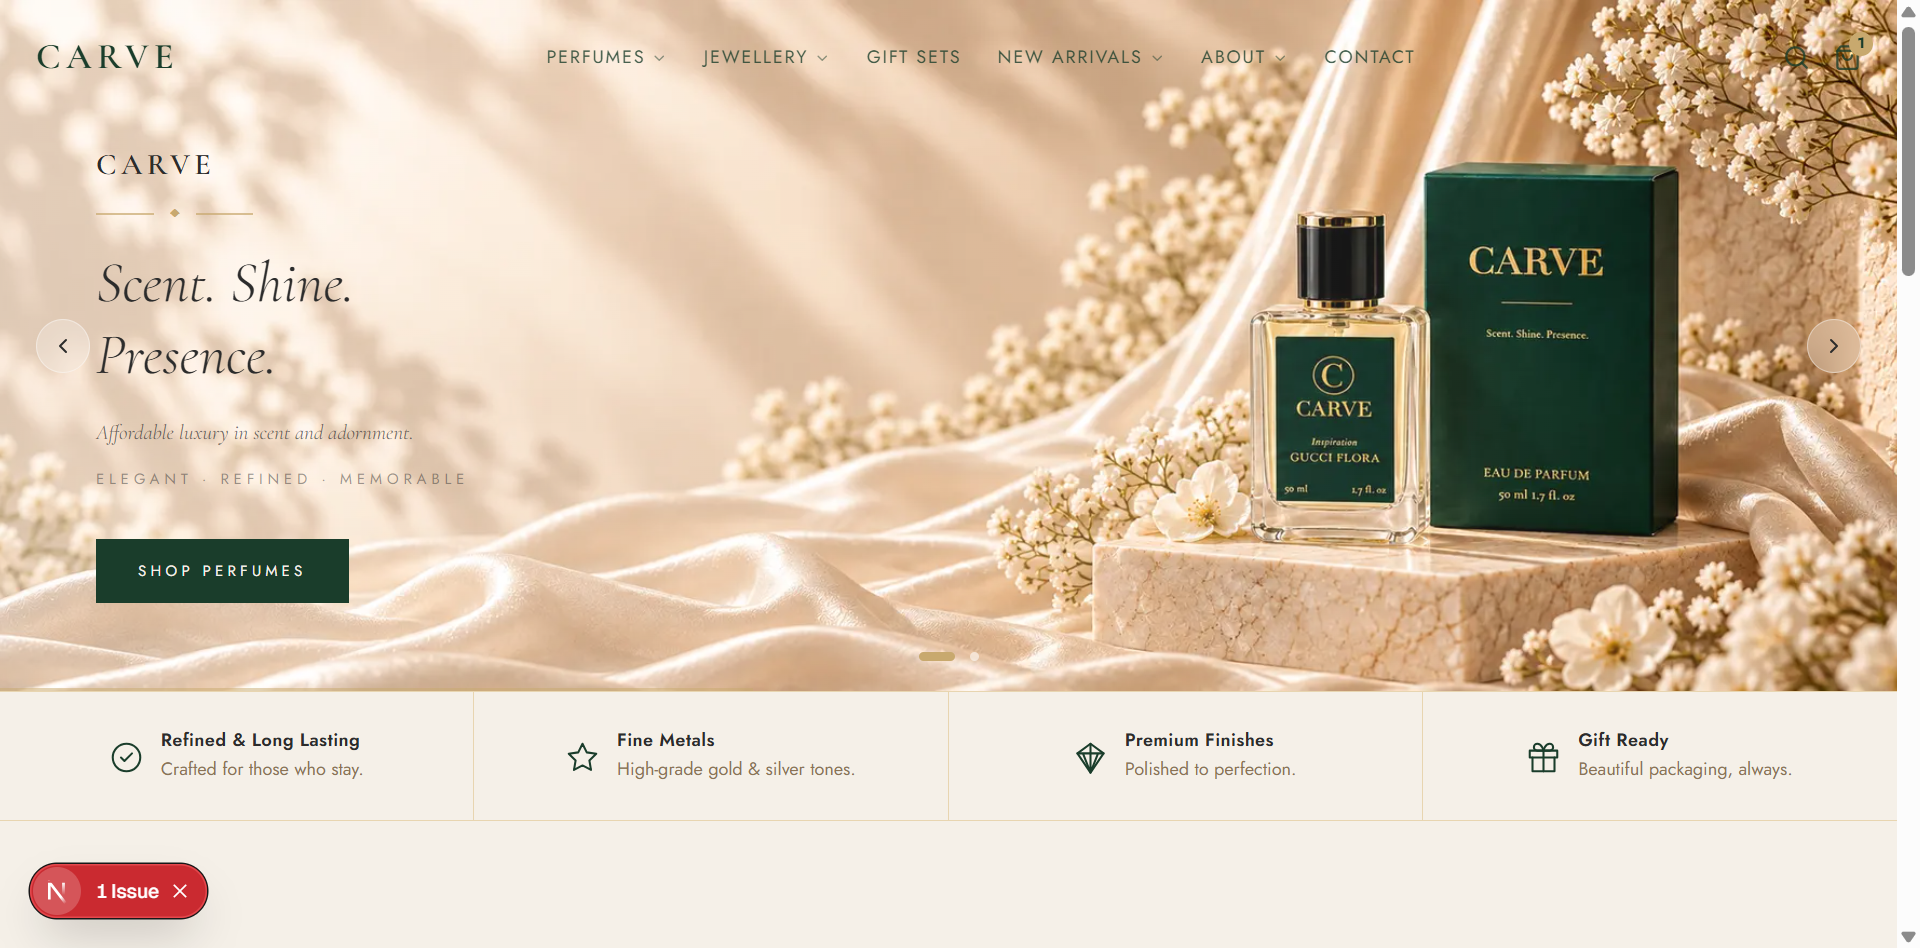 CARVE
PERFUMES
JEWELLERY
GIFT SETS
NEW ARRIVALS
ABOUT
CONTACT
1
CARVE
Scent. Shine.
Presence.
Affordable luxury in scent and adornment.
ELEGANT · REFINED · MEMORABLE
SHOP PERFUMES
C
CARVE
Inspiration
GUCCI FLORA
50 ml 1.7 fl. oz
CARVE
Scent. Shine. Presence.
EAU DE PARFUM
50 ml 1.7 fl. oz
Refined & Long Lasting
Crafted for those who stay.
Fine Metals
High-grade gold & silver tones.
Premium Finishes
Polished to perfection.
Gift Ready
Beautiful packaging, always.
N 1 Issue